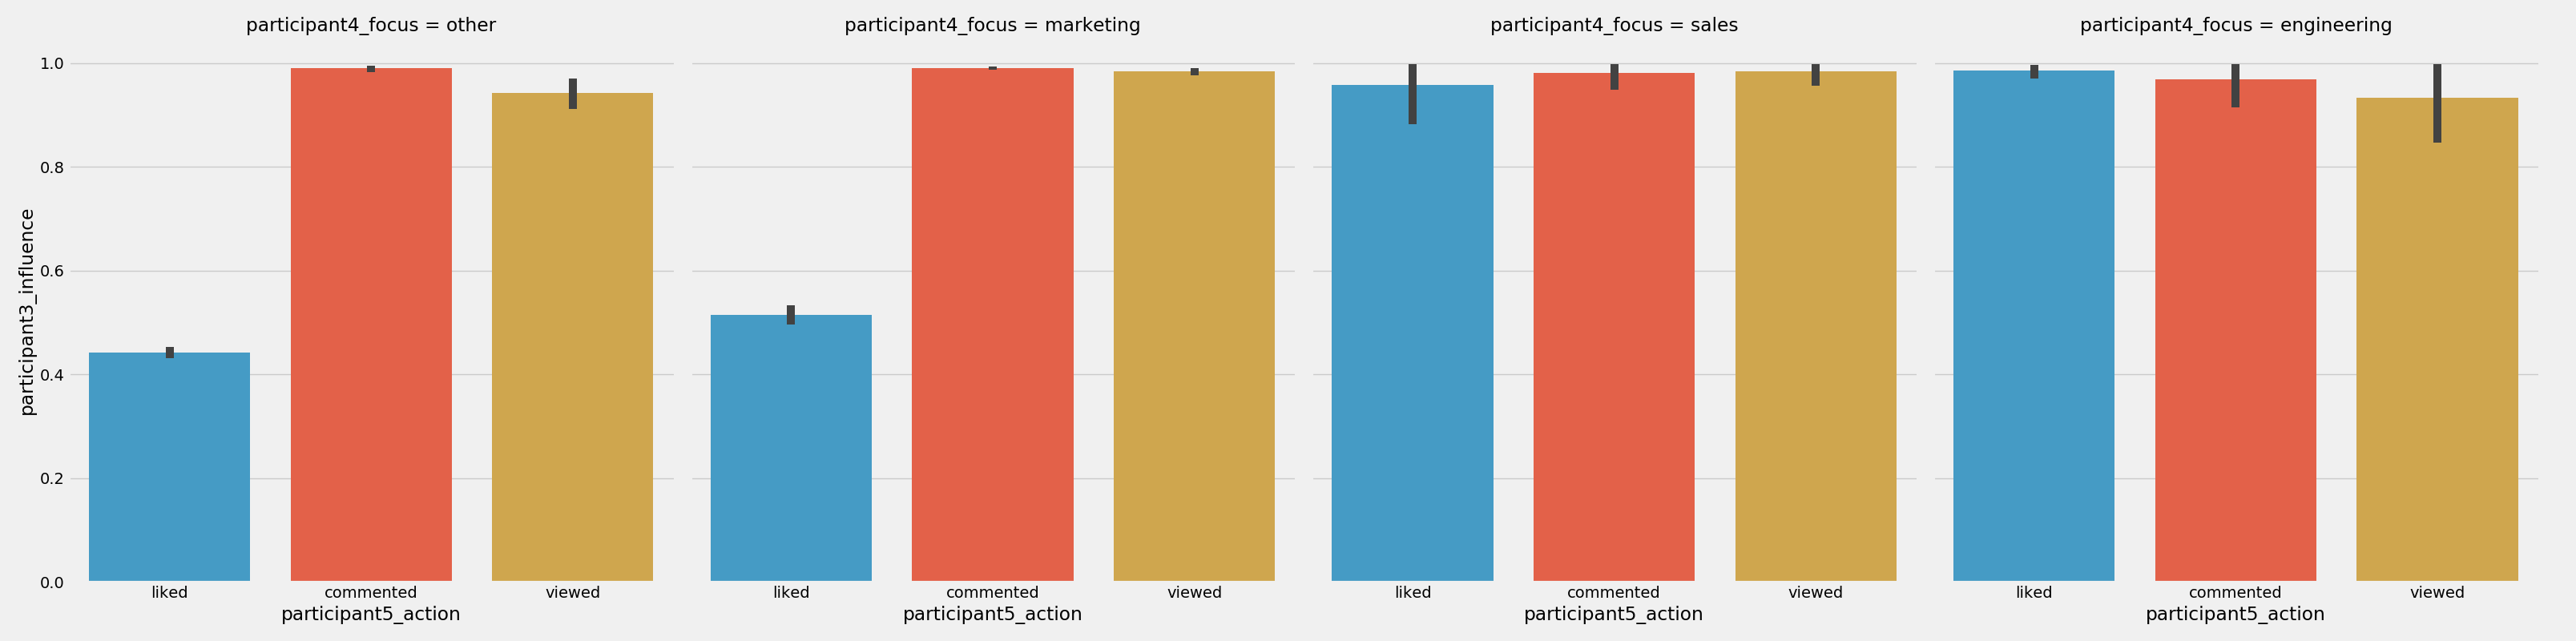 participant4_focus = other
participant4_focus = marketing
participant4_focus = sales
participant4_focus = engineering
participant3_influence
1.0
0.8
0.6
0.4
0.2
0.0
liked commented viewed
participant5_action
liked commented viewed
participant5_action
liked commented viewed
participant5_action
liked commented viewed
participant5_action